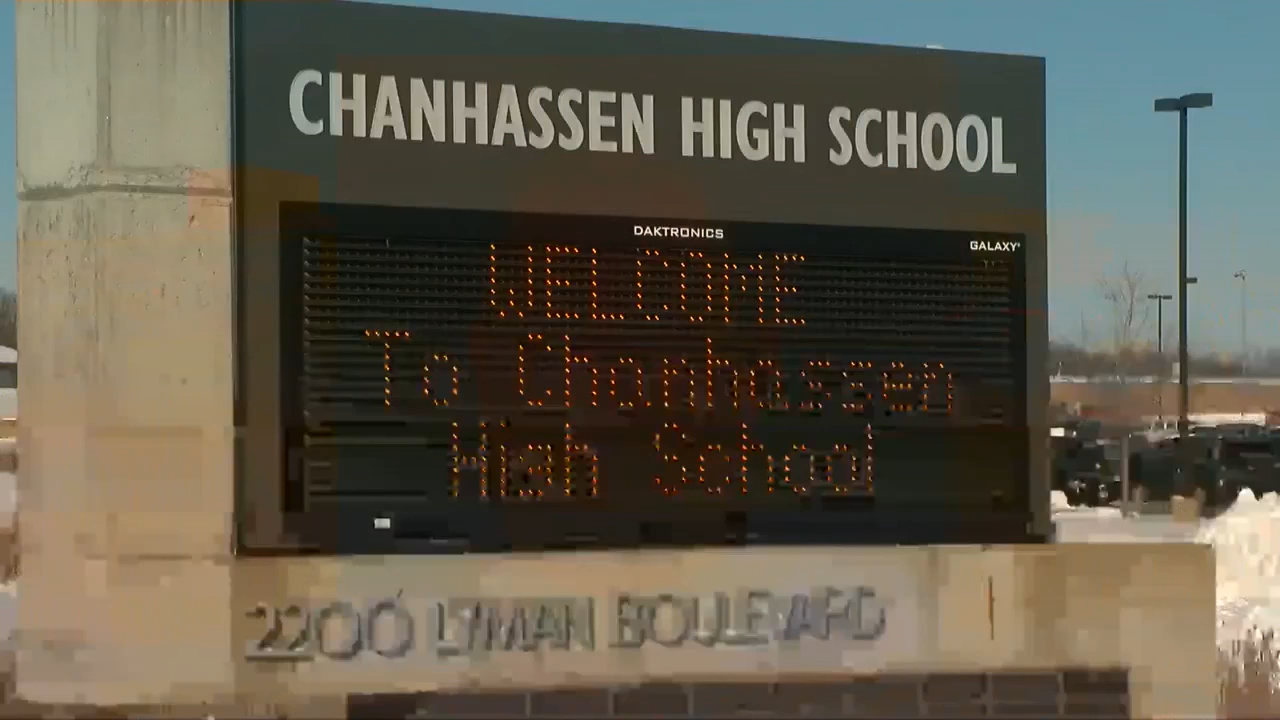 CHANHASSEN HIGH SCHOOL
DAKTRONICS
GALAXY
WELCOME
To Chanhassen
High School
2200 LYMAN BOULEVARD